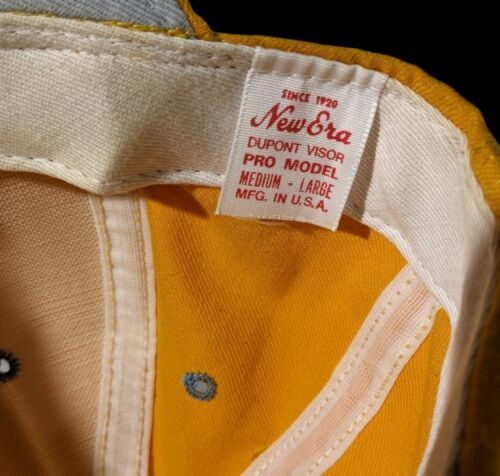 SINCE 1920
New Era
DUPONT VISOR
PRO MODEL
MEDIUM - LARGE
MFG. IN U.S.A.